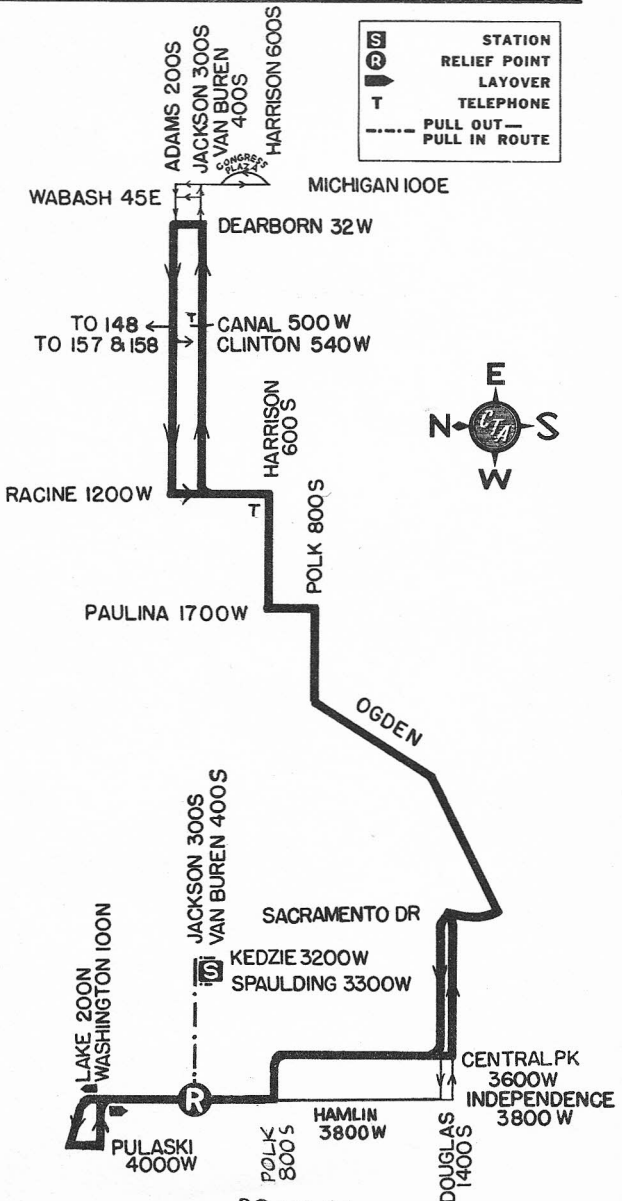 ADAMS 200S
JACKSON 300S
VAN BUREN
400S
HARRISON 600S
S STATION
R RELIEF POINT
LAYOVER
T TELEPHONE
PULL OUT—
PULL IN ROUTE
CONGRESS
PLAZA
MICHIGAN 100E
WABASH 45E
DEARBORN 32W
TO 148
T
CANAL 500W
TO 157 & 158
CLINTON 540W
E
N
CTA
S
W
HARRISON
600S
RACINE 1200W
T
POLK 800S
PAULINA 1700W
OGDEN
JACKSON 300S
VAN BUREN 400S
SACRAMENTO DR
S
KEDZIE 3200W
SPAULDING 3300W
LAKE 200N
WASHINGTON 100N
CENTRAL PK
3600W
INDEPENDENCE
3800W
R
HAMLIN
3800W
PULASKI
4000W
POLK
800S
DOUGLAS
1400S